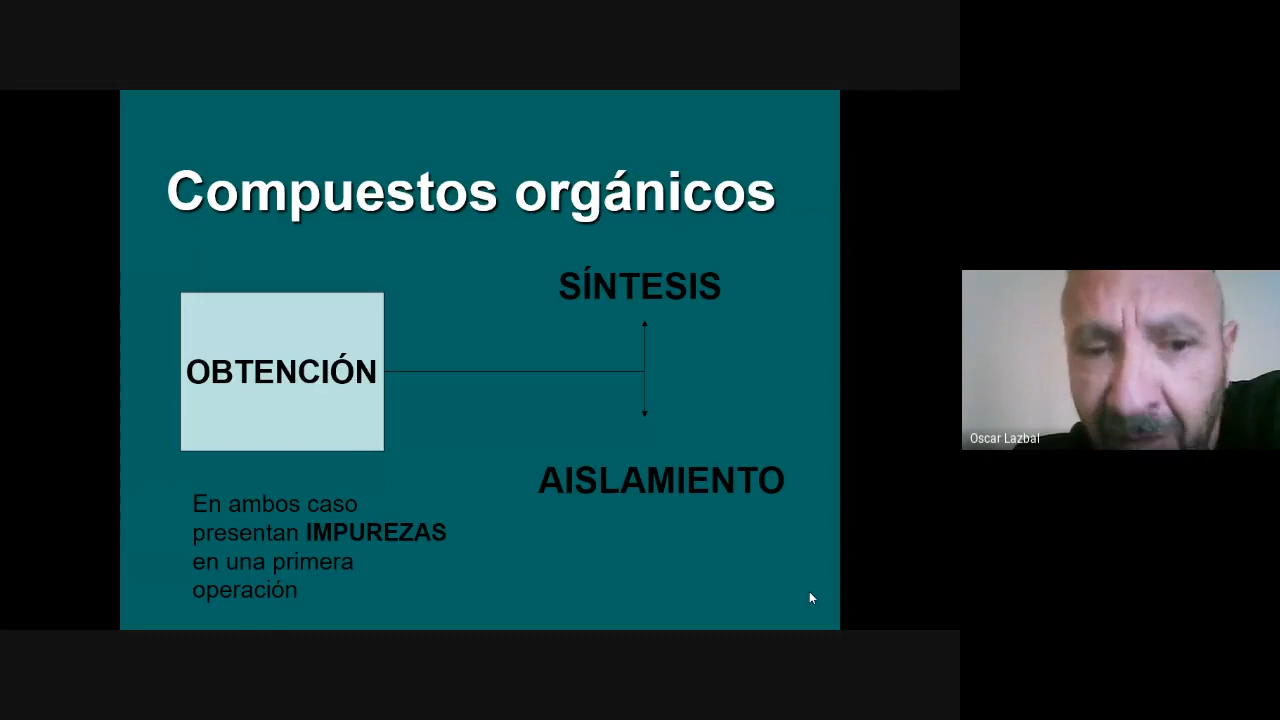 Compuestos orgánicos
SÍNTESIS
OBTENCIÓN
AISLAMIENTO
En ambos caso
presentan IMPUREZAS
en una primera
operación
Oscar Lazbal